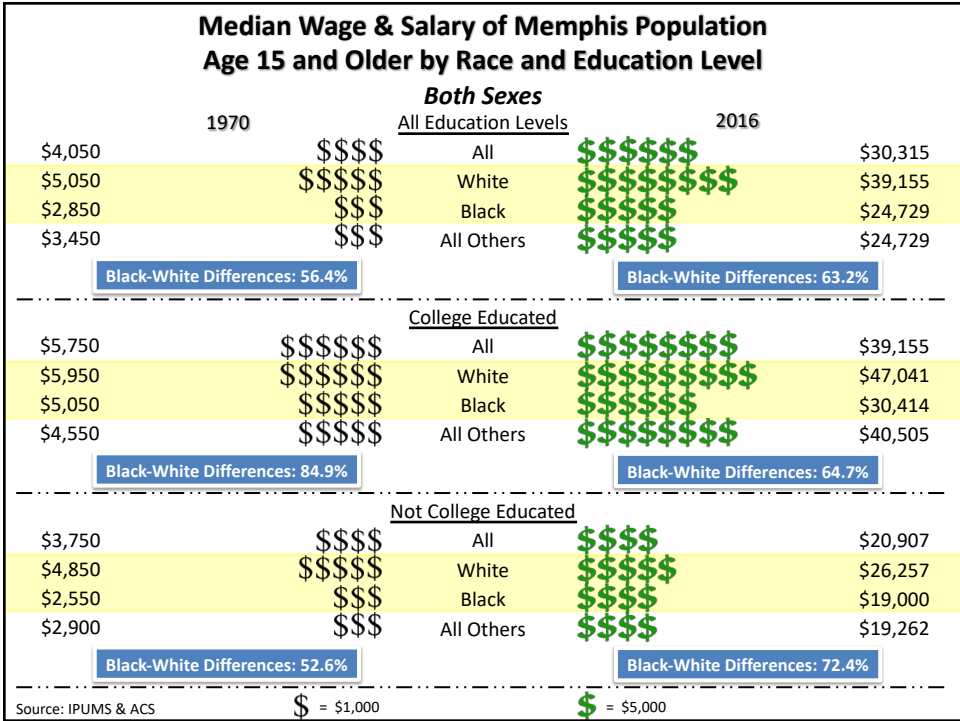 Median Wage & Salary of Memphis Population
Age 15 and Older by Race and Education Level
Both Sexes
1970 All Education Levels 2016
$4,050 $$$$ All $$$$$$ $30,315
$5,050 $$$$$ White $$$$$$$$ $39,155
$2,850 $$$ Black $$$$$ $24,729
$3,450 $$$ All Others $$$$$ $24,729
Black-White Differences: 56.4% Black-White Differences: 63.2%
College Educated
$5,750 $$$$$$ All $$$$$$$$ $39,155
$5,950 $$$$$$ White $$$$$$$$$ $47,041
$5,050 $$$$$ Black $$$$$$ $30,414
$4,550 $$$$$ All Others $$$$$$$$ $40,505
Black-White Differences: 84.9% Black-White Differences: 64.7%
Not College Educated
$3,750 $$$$ All $$$$ $20,907
$4,850 $$$$$ White $$$$$ $26,257
$2,550 $$$ Black $$$$ $19,000
$2,900 $$$ All Others $$$$ $19,262
Black-White Differences: 52.6% Black-White Differences: 72.4%
Source: IPUMS & ACS $ = $1,000 $ = $5,000